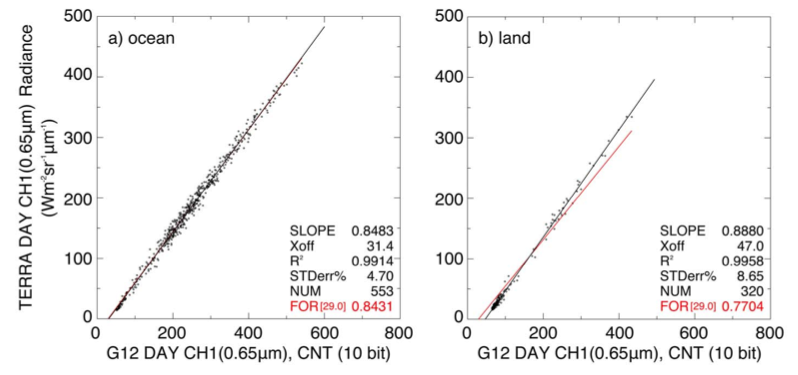 TERRA DAY CH1(0.65μm) Radiance
(Wm⁻²sr⁻¹μm⁻¹)
500
400
300
200
100
0
a) ocean
SLOPE 0.8483
Xoff 31.4
R² 0.9914
STDerr% 4.70
NUM 553
FOR[29.0] 0.8431
0 200 400 600 800
G12 DAY CH1(0.65μm), CNT (10 bit)
500
400
300
200
100
0
b) land
SLOPE 0.8880
Xoff 47.0
R² 0.9958
STDerr% 8.65
NUM 320
FOR[29.0] 0.7704
0 200 400 600 800
G12 DAY CH1(0.65μm), CNT (10 bit)